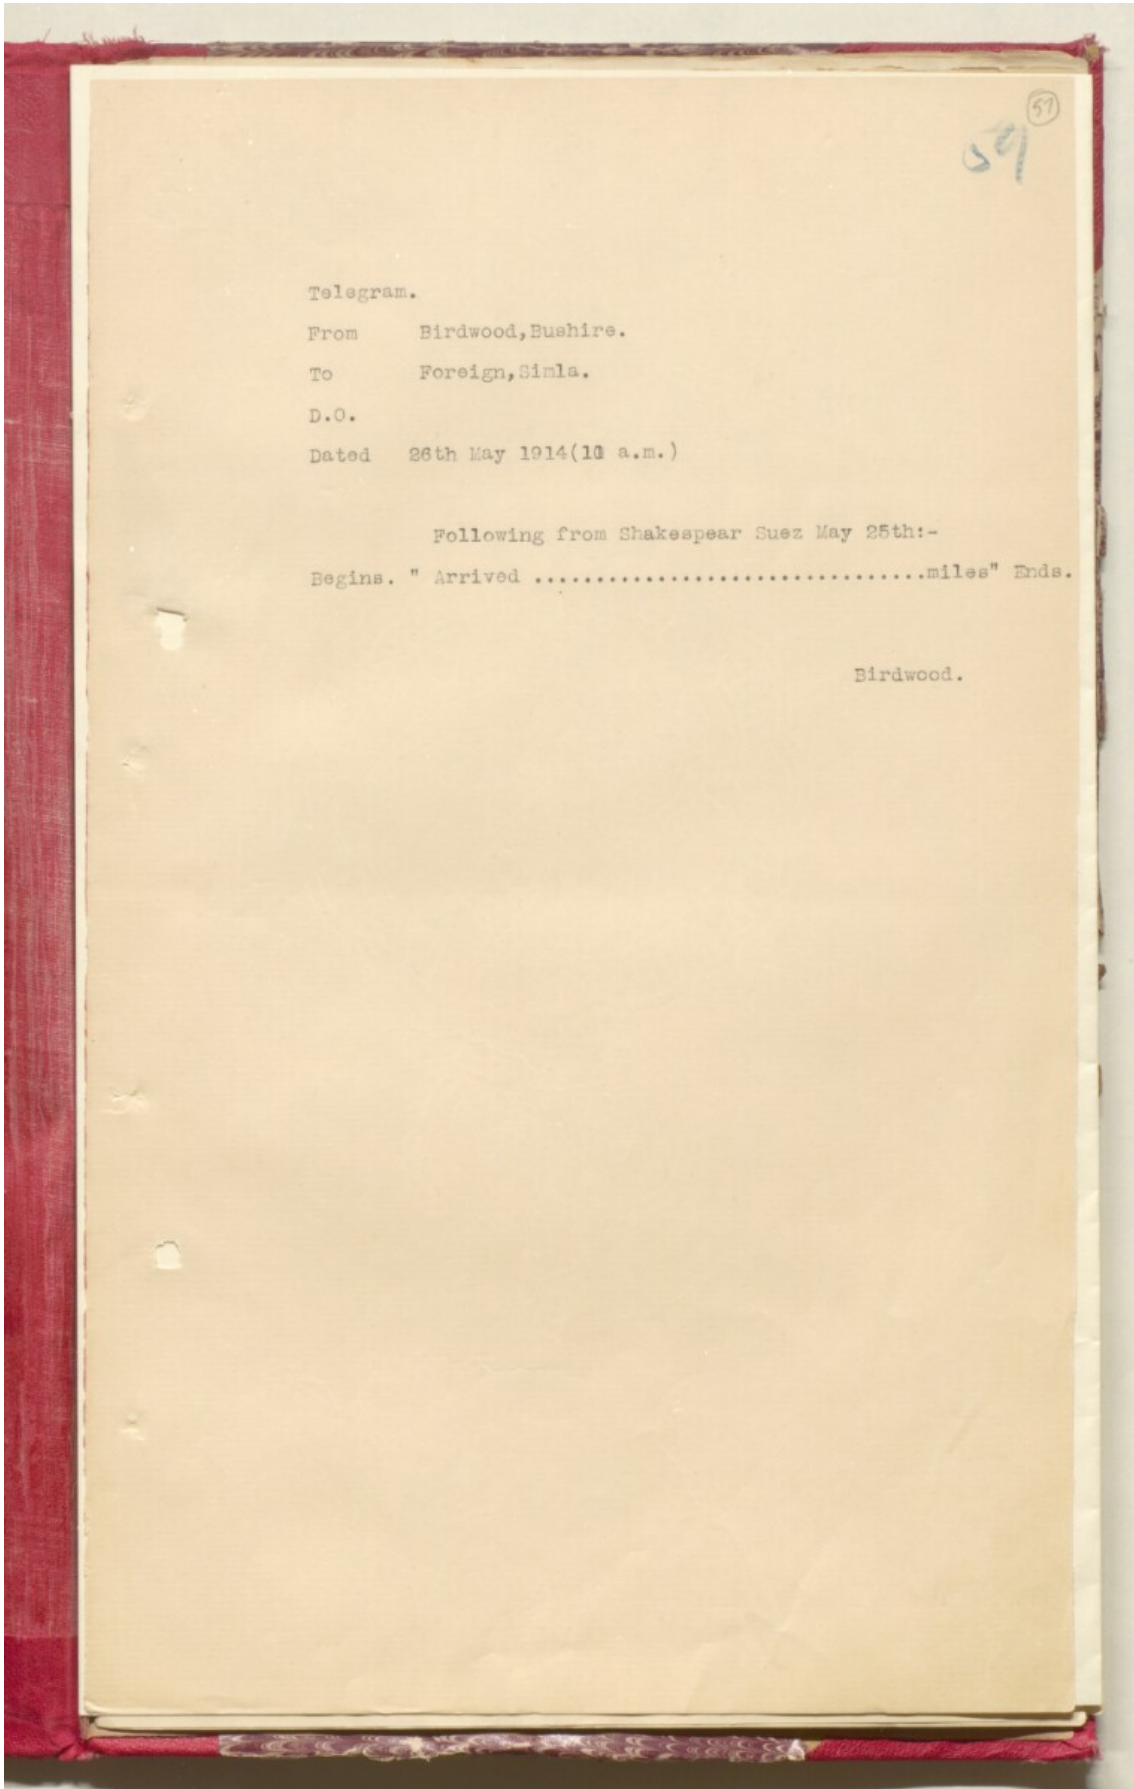 57
59
Telegram.
From Birdwood,Bushire.
To Foreign,Simla.
D.O.
Dated 26th May 1914( a.m.)
Following from Shakespear Suez May 25th:-
Begins. " Arrived ................................miles" Ends.
Birdwood.